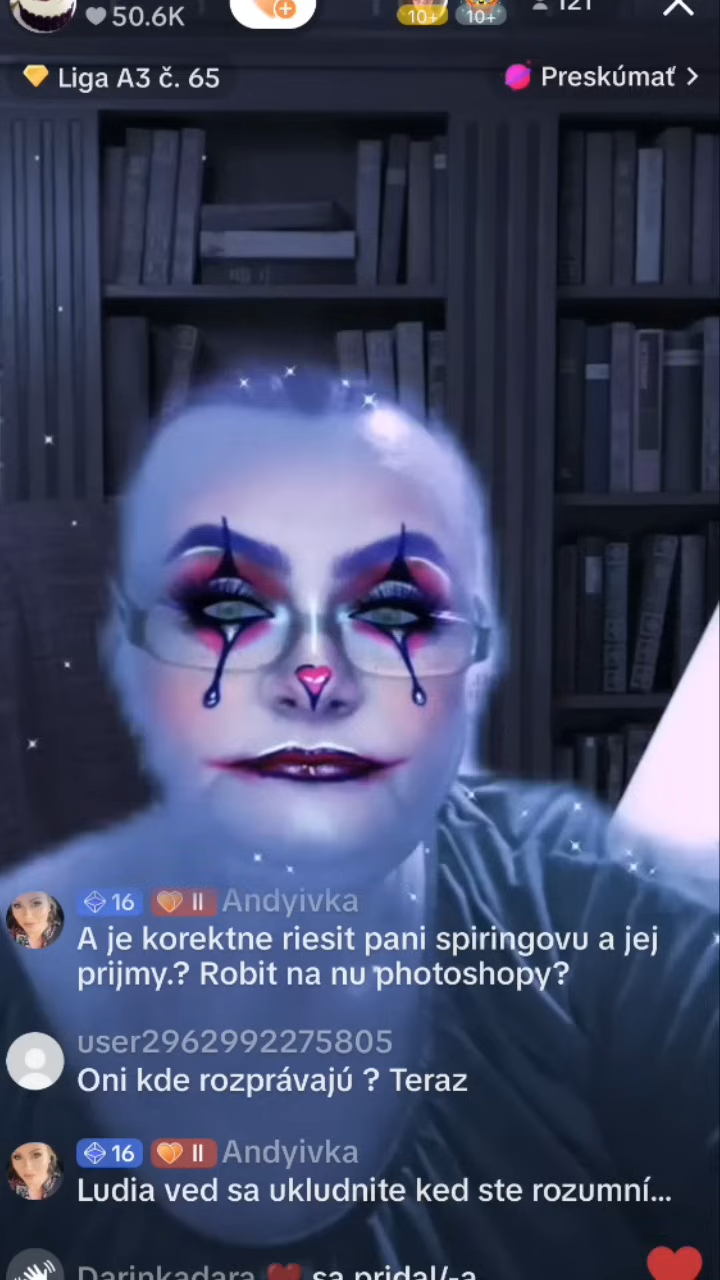 50.6K
10+
10+
121
Liga A3 č. 65
Preskúmať >
16 II Andyivka
A je korektne riesit pani spiringovu a jej
prijmy.? Robit na nu photoshopy?
user2962992275805
Oni kde rozprávajú ? Teraz
16 II Andyivka
Ludia ved sa ukludnite ked ste rozumní...
Darinkadara ❤️ sa pridal/-a